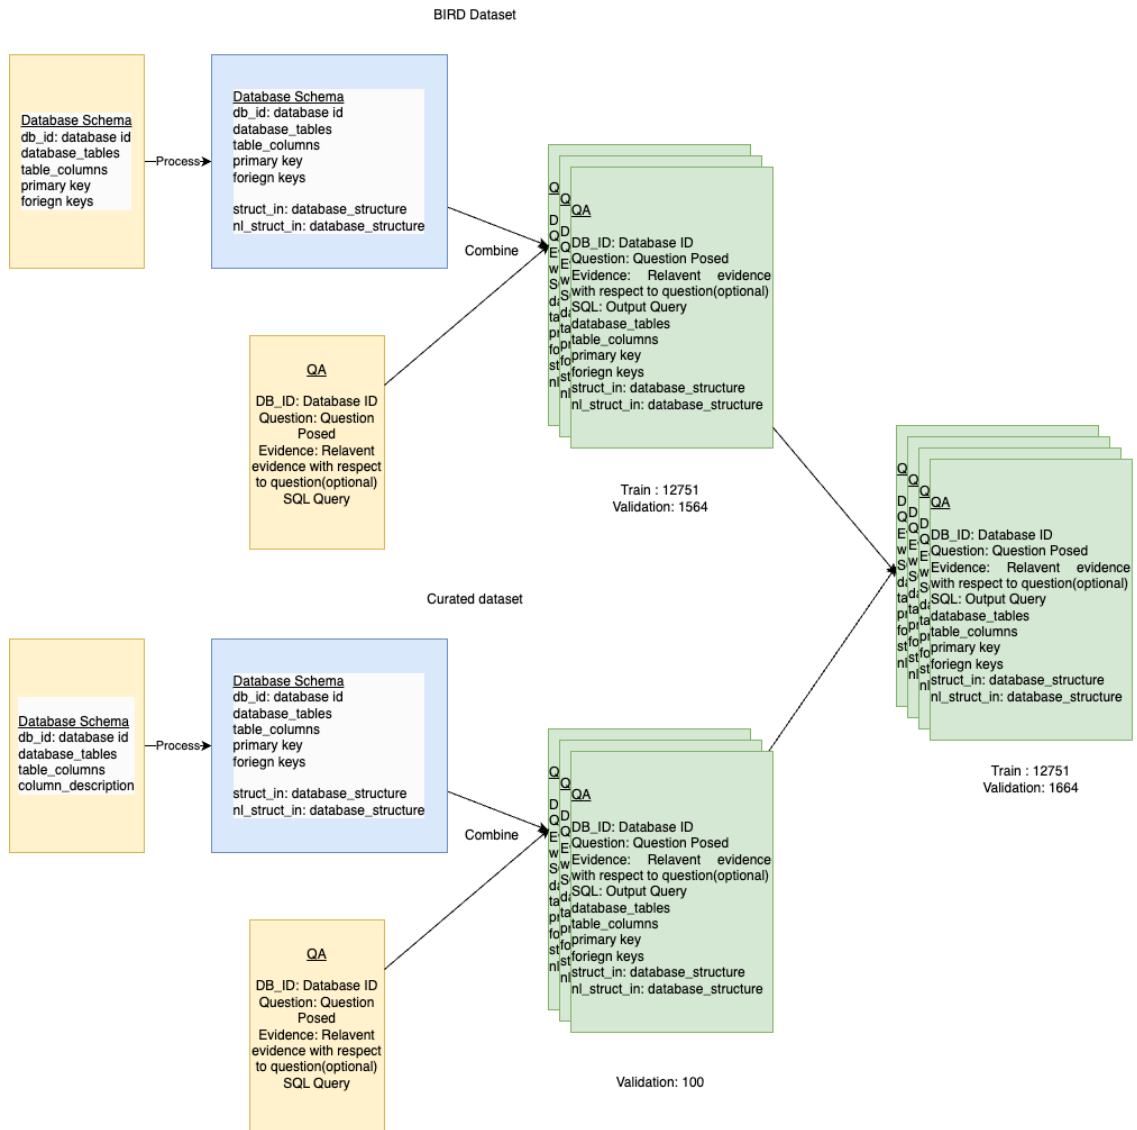 BIRD Dataset
Database Schema
db_id: database id
database_tables
table_columns
primary key
foriegn keys
Process
Database Schema
db_id: database id
database_tables
table_columns
primary key
foriegn keys
struct_in: database_structure
nl_struct_in: database_structure
Combine
QA
DB_ID: Database ID
Question: Question
Posed
Evidence: Relavent
evidence with respect
to question(optional)
SQL Query
QA
DB_ID: Database ID
Question: Question Posed
Evidence: Relavent evidence
with respect to question(optional)
SQL: Output Query
database_tables
table_columns
primary key
foriegn keys
struct_in: database_structure
nl_struct_in: database_structure
Train : 12751
Validation: 1564
Curated dataset
Database Schema
db_id: database id
database_tables
table_columns
column_description
Process
Database Schema
db_id: database id
database_tables
table_columns
primary key
foriegn keys
struct_in: database_structure
nl_struct_in: database_structure
Combine
QA
DB_ID: Database ID
Question: Question
Posed
Evidence: Relavent
evidence with respect
to question(optional)
SQL Query
QA
DB_ID: Database ID
Question: Question Posed
Evidence: Relavent evidence
with respect to question(optional)
SQL: Output Query
database_tables
table_columns
primary key
foriegn keys
struct_in: database_structure
nl_struct_in: database_structure
Validation: 100
QA
DB_ID: Database ID
Question: Question Posed
Evidence: Relavent evidence
with respect to question(optional)
SQL: Output Query
database_tables
table_columns
primary key
foriegn keys
struct_in: database_structure
nl_struct_in: database_structure
Train : 12751
Validation: 1664